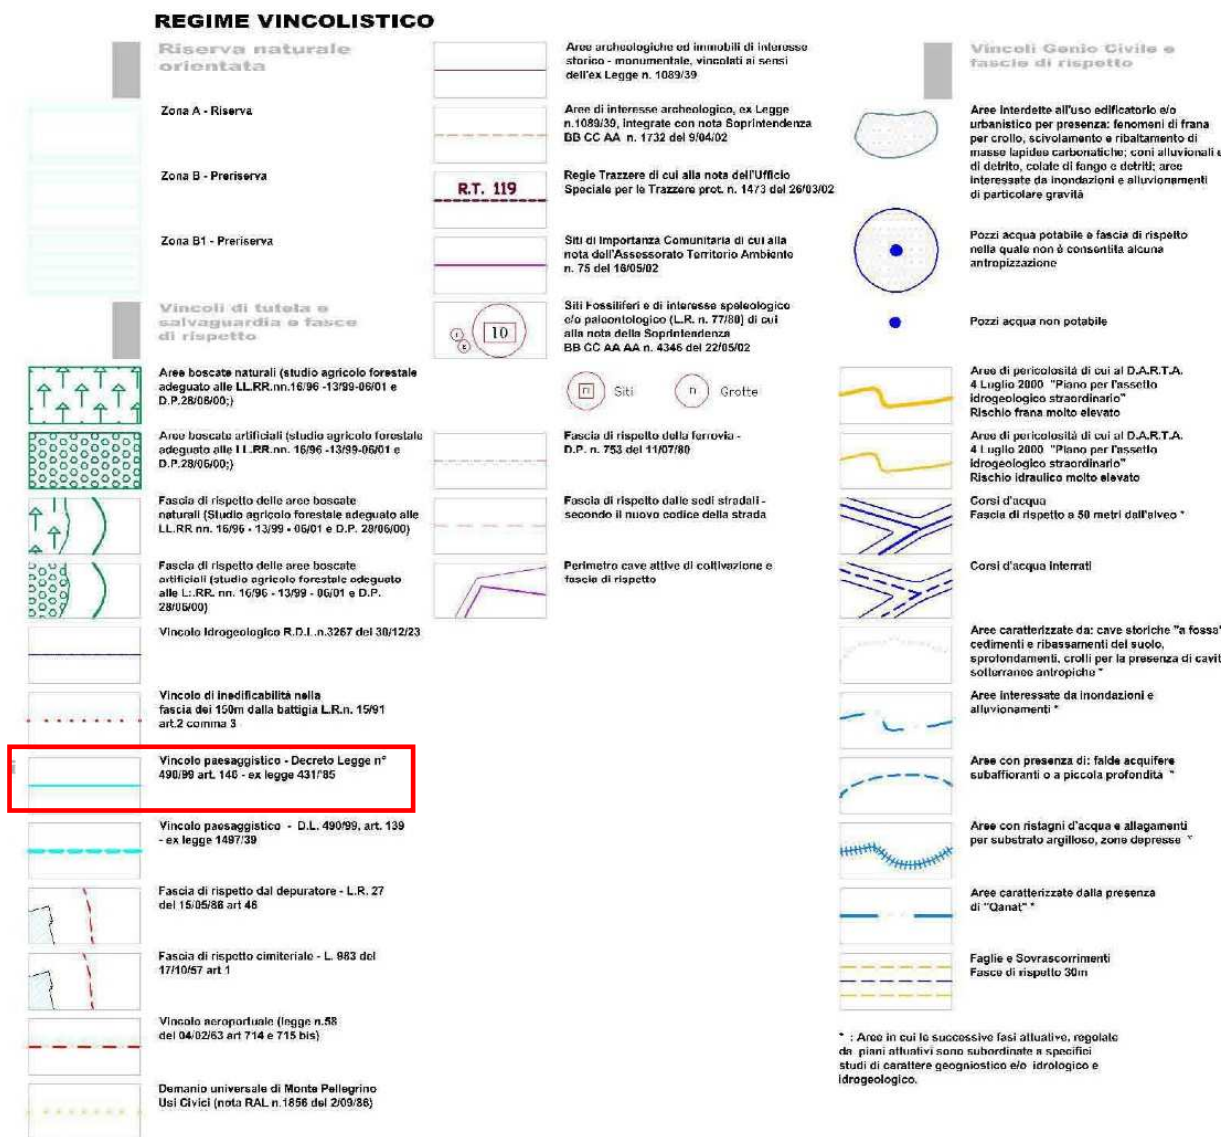 REGIME VINCOLISTICO
Riserva naturale
orientata
Zona A - Riserva
Zona B - Preriserva
Zona B1 - Preriserva
Vincoli di tutela e
salvaguardia e fasce
di rispetto
Aree boscate naturali (studio agricolo forestale
adeguato alle LL.RR.nn.16/96 -13/99-06/01 e
D.P.28/06/00;)
Aree boscate artificiali (studio agricolo forestale
adeguato alle LL.RR.nn. 16/96 -13/99-06/01 e
D.P.28/06/00;)
Fascia di rispetto delle aree boscate
naturali (Studio agricolo forestale adeguato alle
LL.RR nn. 16/96 - 13/99 - 06/01 e D.P. 28/06/00)
Fascia di rispetto delle aree boscate
artificiali (studio agricolo forestale adeguato
alle L:.RR. nn. 16/96 - 13/99 - 06/01 e D.P.
28/06/00)
Vincolo Idrogeologico R.D.L.n.3267 del 30/12/23
Vincolo di inedificabilità nella
fascia dei 150m dalla battigia L.R.n. 15/91
art.2 comma 3
Vincolo paesaggistico - Decreto Legge n°
490/99 art. 146 - ex legge 431/'85
Vincolo paesaggistico - D.L. 490/99, art. 139
- ex legge 1497/39
Fascia di rispetto dal depuratore - L.R. 27
del 15/05/86 art 46
Fascia di rispetto cimiteriale - L. 983 del
17/10/57 art 1
Vincolo aeroportuale (legge n.58
del 04/02/63 art 714 e 715 bis)
Demanio universale di Monte Pellegrino
Usi Civici (nota RAL n.1856 del 2/09/86)
Aree archeologiche ed immobili di interesse
storico - monumentale, vincolati ai sensi
dell'ex Legge n. 1089/39
Aree di interesse archeologico, ex Legge
n.1089/39, integrate con nota Soprintendenza
BB CC AA n. 1732 del 9/04/02
R.T. 119
Regie Trazzere di cui alla nota dell'Ufficio
Speciale per le Trazzere prot. n. 1473 del 26/03/02
Siti di Importanza Comunitaria di cui alla
nota dell'Assessorato Territorio Ambiente
n. 75 del 16/05/02
10
Siti Fossiliferi e di interesse speleologico
e/o paleontologico (L.R. n. 77/80) di cui
alla nota della Soprintendenza
BB CC AA AA n. 4346 del 22/05/02
n Siti n Grotte
Fascia di rispetto della ferrovia -
D.P. n. 753 del 11/07/80
Fascia di rispetto dalle sedi stradali -
secondo il nuovo codice della strada
Perimetro cave attive di coltivazione e
fascia di rispetto
Vincoli Genio Civile e
fascie di rispetto
Aree interdette all'uso edificatorio e/o
urbanistico per presenza: fenomeni di frana
per crollo, scivolamento e ribaltamento di
masse lapidee carbonatiche; coni alluvionali e
di detrito, colate di fango e detriti; aree
interessate da inondazioni e alluvionamenti
di particolare gravità
Pozzi acqua potabile e fascia di rispetto
nella quale non è consentita alcuna
antropizzazione
Pozzi acqua non potabile
Aree di pericolosità di cui al D.A.R.T.A.
4 Luglio 2000 "Piano per l'assetto
idrogeologico straordinario"
Rischio frana molto elevato
Aree di pericolosità di cui al D.A.R.T.A.
4 Luglio 2000 "Piano per l'assetto
idrogeologico straordinario"
Rischio idraulico molto elevato
Corsi d'acqua
Fascia di rispetto a 50 metri dall'alveo *
Corsi d'acqua interrati
Aree caratterizzate da: cave storiche "a fossa"
cedimenti e ribassamenti del suolo,
sprofondamenti, crolli per la presenza di cavit
sotterranee antropiche *
Aree interessate da inondazioni e
alluvionamenti *
Aree con presenza di: falde acquifere
subaffioranti o a piccola profondità *
Aree con ristagni d'acqua e allagamenti
per substrato argilloso, zone depresse *
Aree caratterizzate dalla presenza
di "Qanat" *
Faglie e Sovrascorrimenti
Fasce di rispetto 30m
* : Aree in cui le successive fasi attuative, regolate
da piani attuativi sono subordinate a specifici
studi di carattere geognostico e/o idrologico e
idrogeologico.